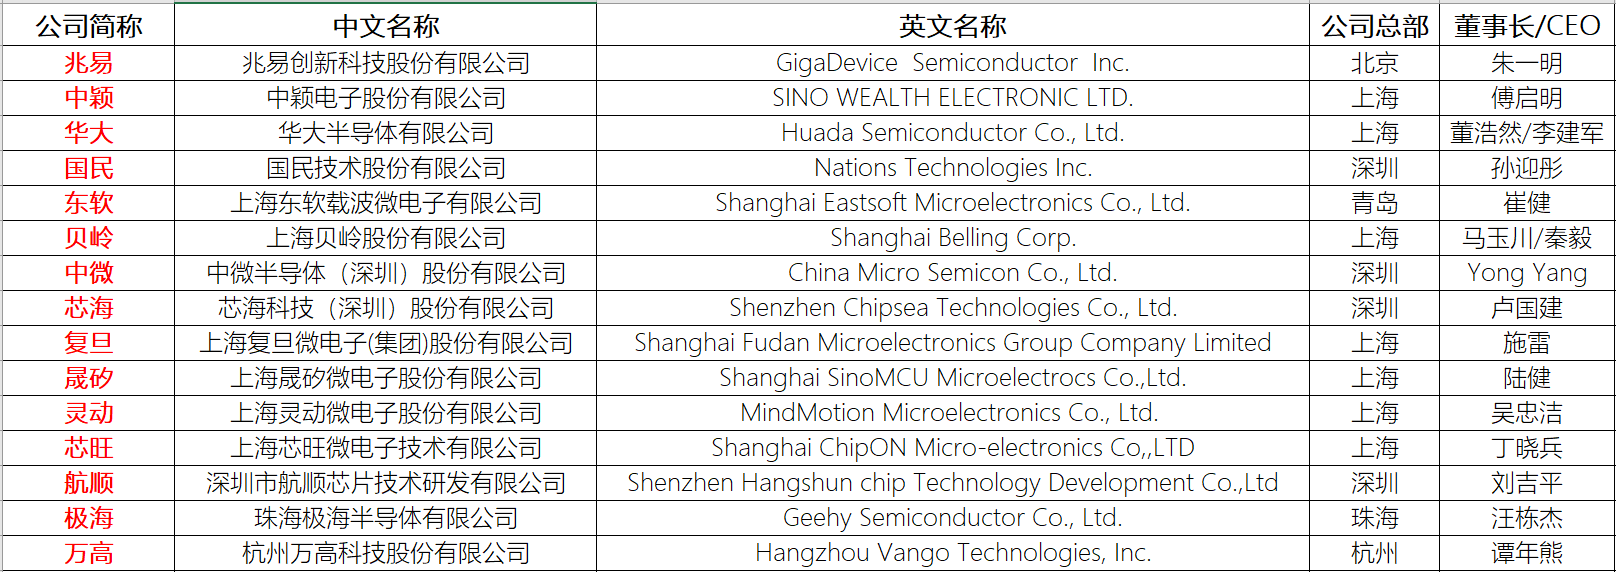 公司简称 中文名称 英文名称 公司总部 董事长/CEO
兆易 兆易创新科技股份有限公司 GigaDevice Semiconductor Inc. 北京 朱一明
中颖 中颖电子股份有限公司 SINO WEALTH ELECTRONIC LTD. 上海 傅启明
华大 华大半导体有限公司 Huada Semiconductor Co., Ltd. 上海 董浩然/李建军
国民 国民技术股份有限公司 Nations Technologies Inc. 深圳 孙迎彤
东软 上海东软载波微电子有限公司 Shanghai Eastsoft Microelectronics Co., Ltd. 青岛 崔健
贝岭 上海贝岭股份有限公司 Shanghai Belling Corp. 上海 马玉川/秦毅
中微 中微半导体（深圳）股份有限公司 China Micro Semicon Co., Ltd. 深圳 Yong Yang
芯海 芯海科技（深圳）股份有限公司 Shenzhen Chipsea Technologies Co., Ltd. 深圳 卢国建
复旦 上海复旦微电子(集团)股份有限公司 Shanghai Fudan Microelectronics Group Company Limited 上海 施雷
晟矽 上海晟矽微电子股份有限公司 Shanghai SinoMCU Microelectrocs Co.,Ltd. 上海 陆健
灵动 上海灵动微电子股份有限公司 MindMotion Microelectronics Co., Ltd. 上海 吴忠洁
芯旺 上海芯旺微电子技术有限公司 Shanghai ChipON Micro-electronics Co,,LTD 上海 丁晓兵
航顺 深圳市航顺芯片技术研发有限公司 Shenzhen Hangshun chip Technology Development Co.,Ltd 深圳 刘吉平
极海 珠海极海半导体有限公司 Geehy Semiconductor Co., Ltd. 珠海 汪栋杰
万高 杭州万高科技股份有限公司 Hangzhou Vango Technologies, Inc. 杭州 谭年熊